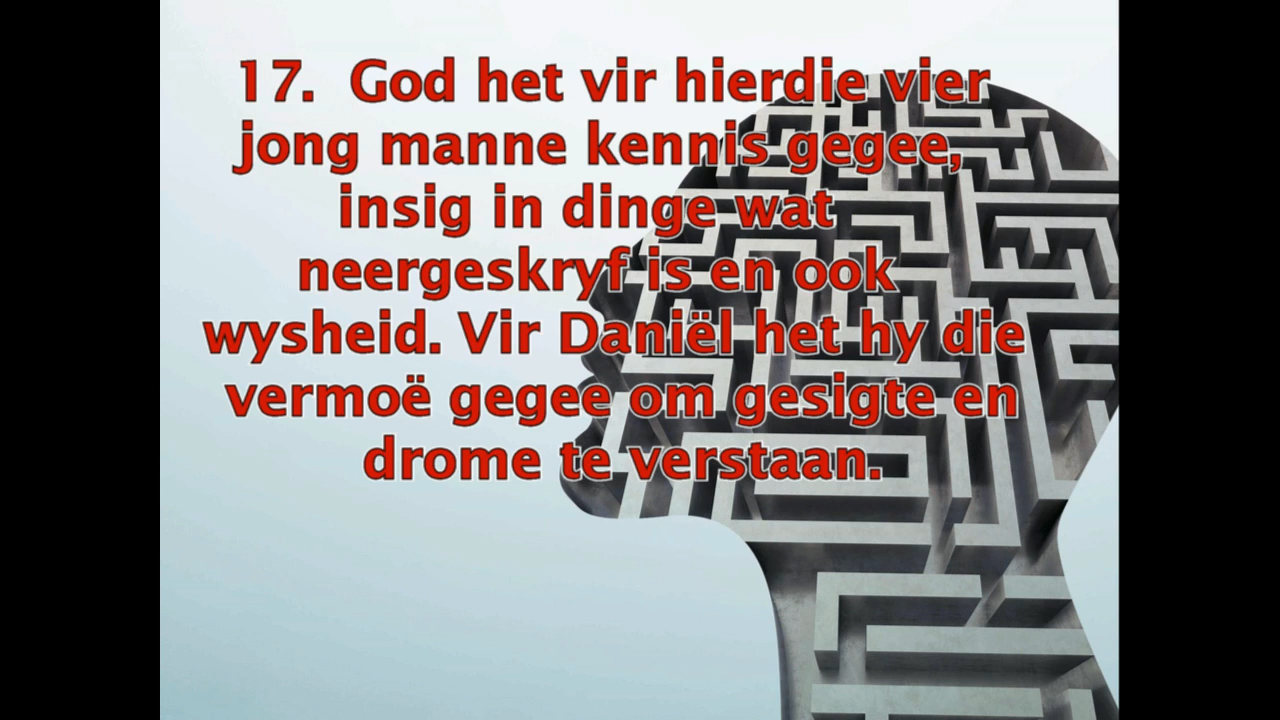 17.  God het vir hierdie vier
jong manne kennis gegee,
insig in dinge wat
neergeskryf is en ook
wysheid. Vir Daniël het hy die
vermoë gegee om gesigte en
drome te verstaan.